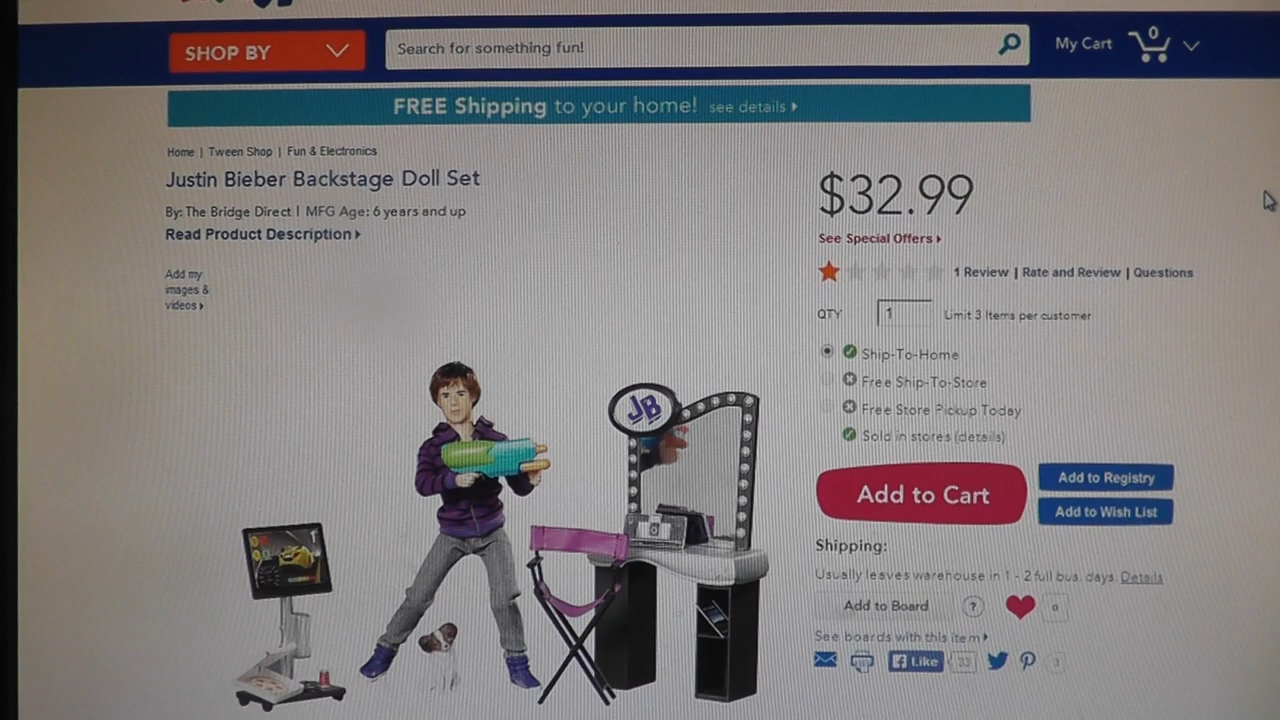 SHOP BY
Search for something fun!
My Cart 0
FREE Shipping to your home! see details
Home | Tween Shop | Fun & Electronics
Justin Bieber Backstage Doll Set
By: The Bridge Direct | MFG Age: 6 years and up
Read Product Description
Add my
images &
videos
$32.99
See Special Offers
1 Review | Rate and Review | Questions
QTY 1 Limit 3 Items per customer
Ship-To-Home
Free Ship-To-Store
Free Store Pickup Today
Sold in stores (details)
Add to Cart
Add to Registry
Add to Wish List
Shipping:
Usually leaves warehouse in 1 - 2 full bus. days. Details
Add to Board ? 0
See boards with this item
Like 33 3
JB